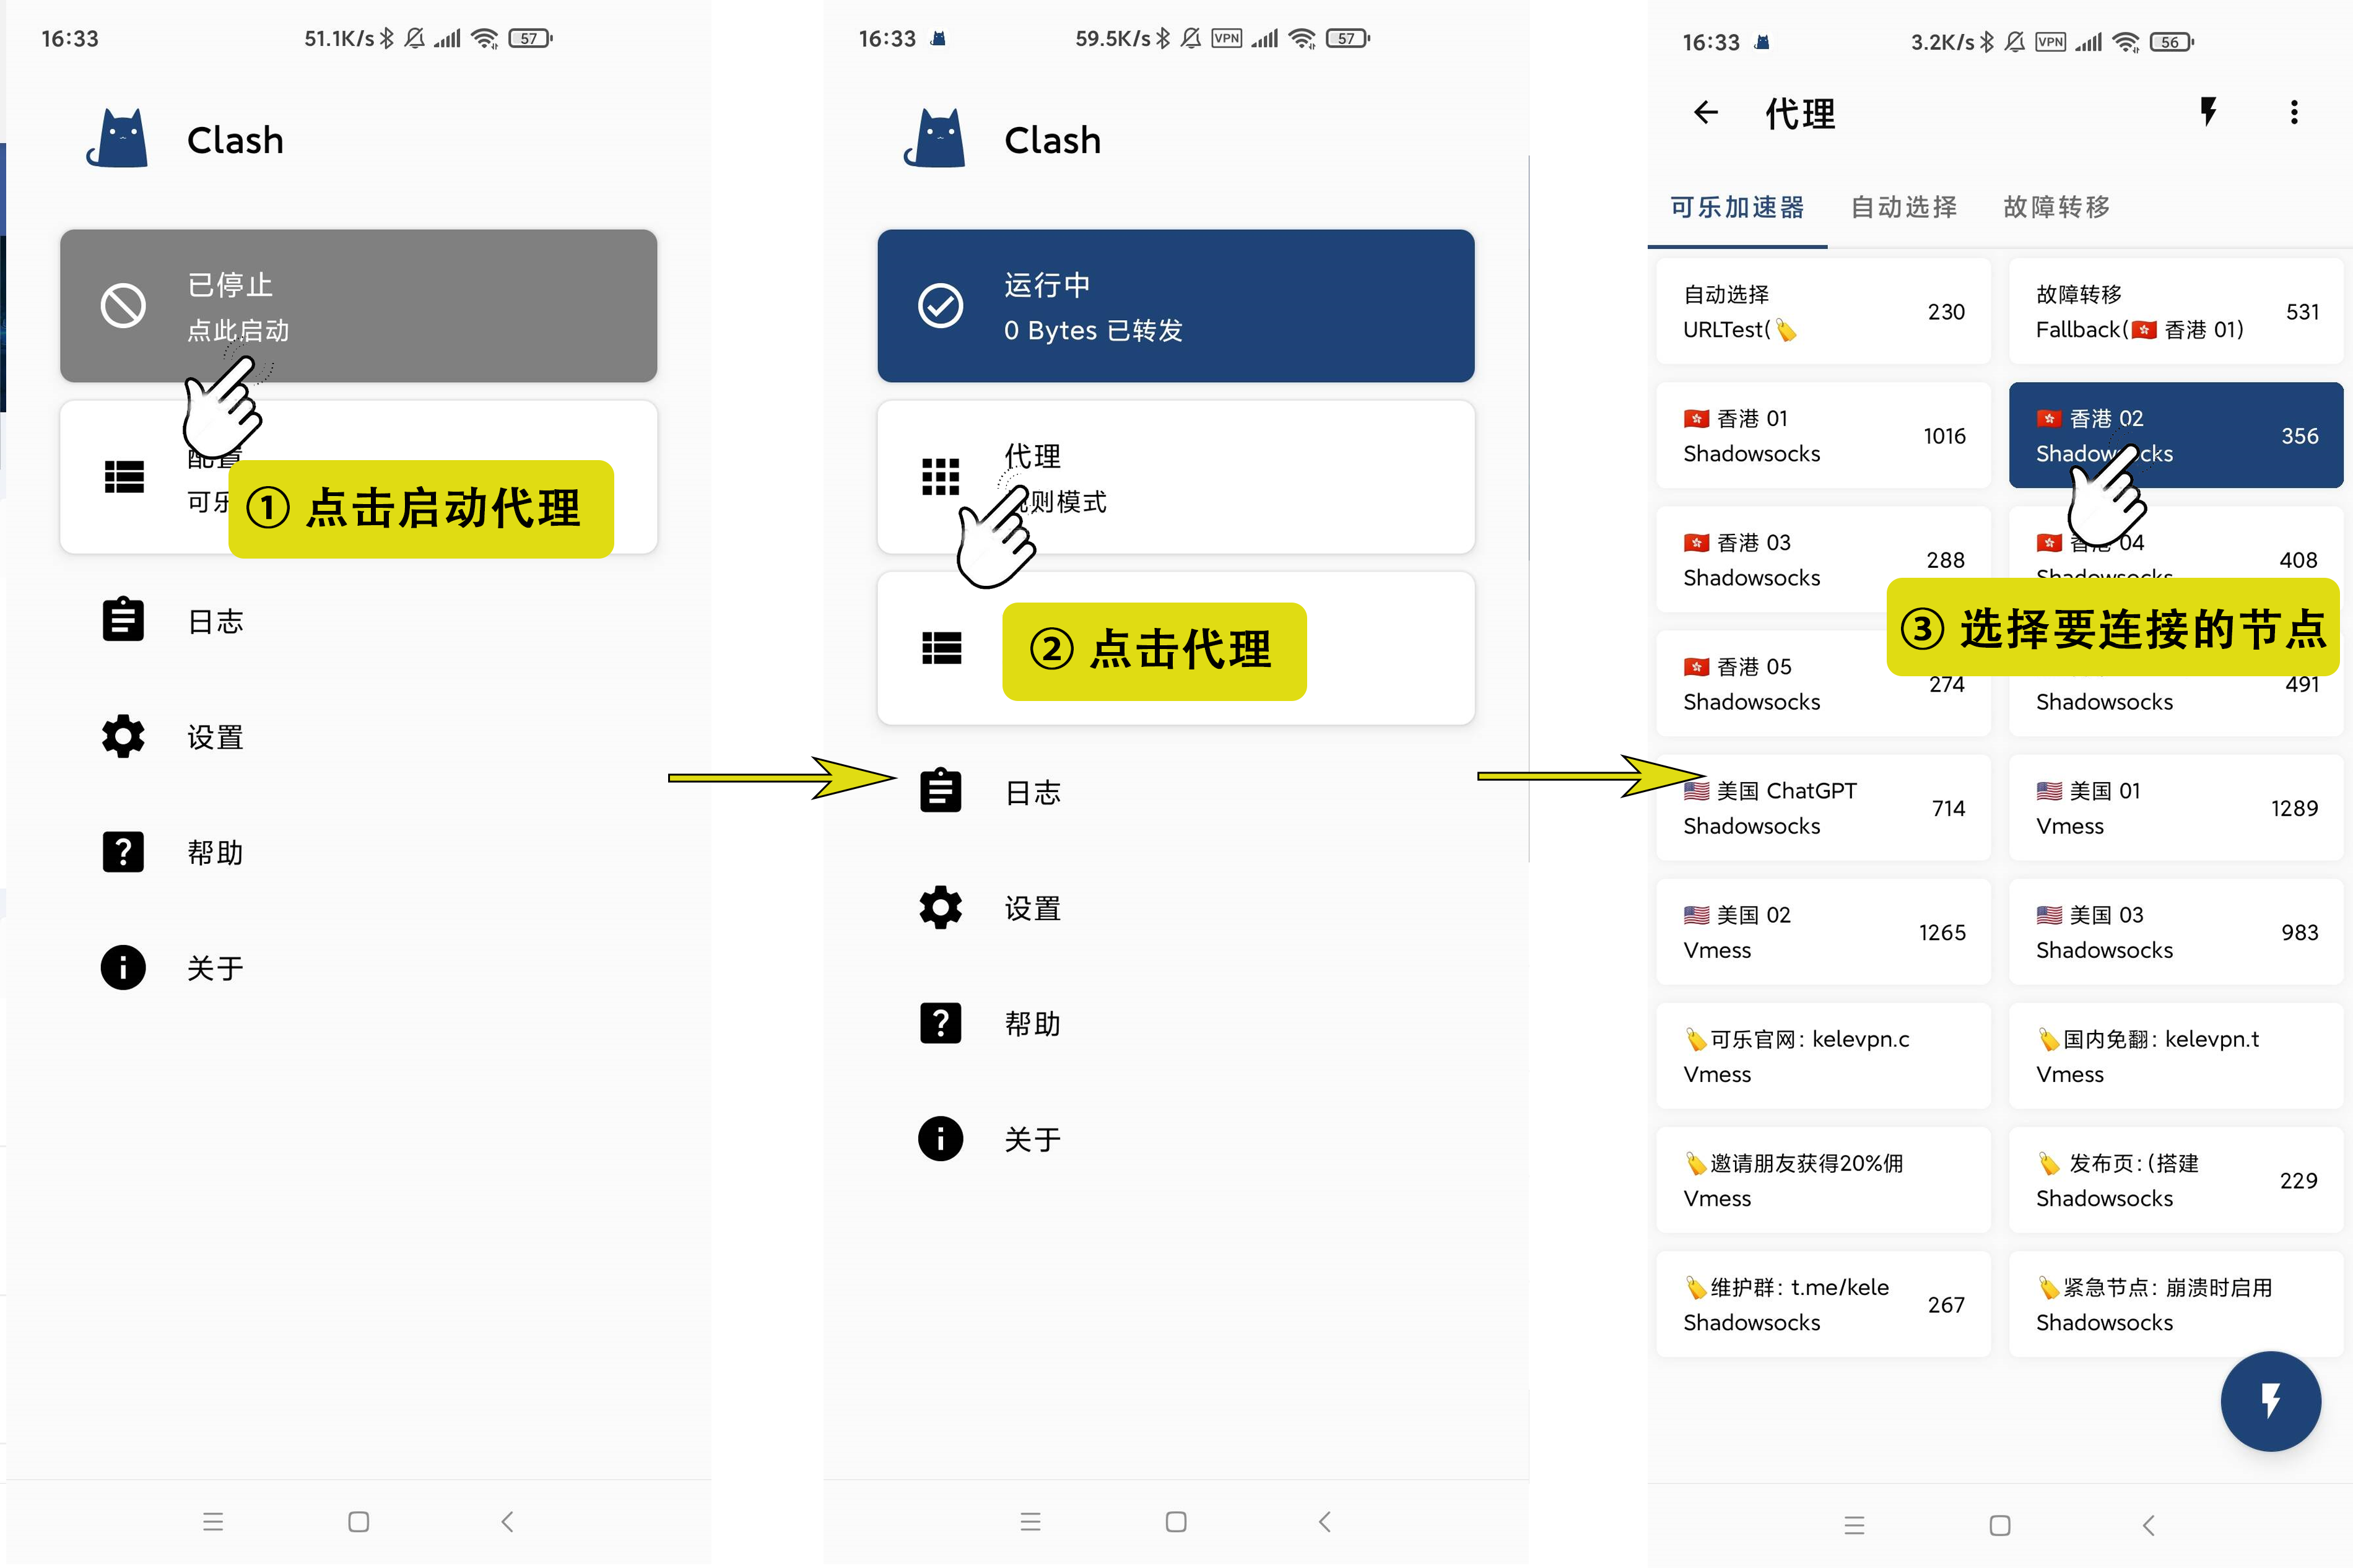 16:33
51.1K/s
57
Clash
已停止
点此启动
配置
可乐
① 点击启动代理
日志
设置
帮助
关于
16:33
59.5K/s
VPN
57
Clash
运行中
0 Bytes 已转发
代理
则模式
② 点击代理
日志
设置
帮助
关于
16:33
3.2K/s
VPN
56
代理
可乐加速器
自动选择
故障转移
自动选择
URLTest(
230
故障转移
Fallback(🇭🇰 香港 01)
531
🇭🇰 香港 01
Shadowsocks
1016
🇭🇰 香港 02
Shadowsocks
356
🇭🇰 香港 03
Shadowsocks
288
🇭🇰 香港 04
Shadowsocks
408
③ 选择要连接的节点
🇭🇰 香港 05
Shadowsocks
274
Shadowsocks
491
🇺🇸 美国 ChatGPT
Shadowsocks
714
🇺🇸 美国 01
Vmess
1289
🇺🇸 美国 02
Vmess
1265
🇺🇸 美国 03
Shadowsocks
983
可乐官网: kelevpn.c
Vmess
国内免翻: kelevpn.t
Vmess
邀请朋友获得20%佣
Vmess
发布页:(搭建
Shadowsocks
229
维护群: t.me/kele
Shadowsocks
267
紧急节点: 崩溃时启用
Shadowsocks